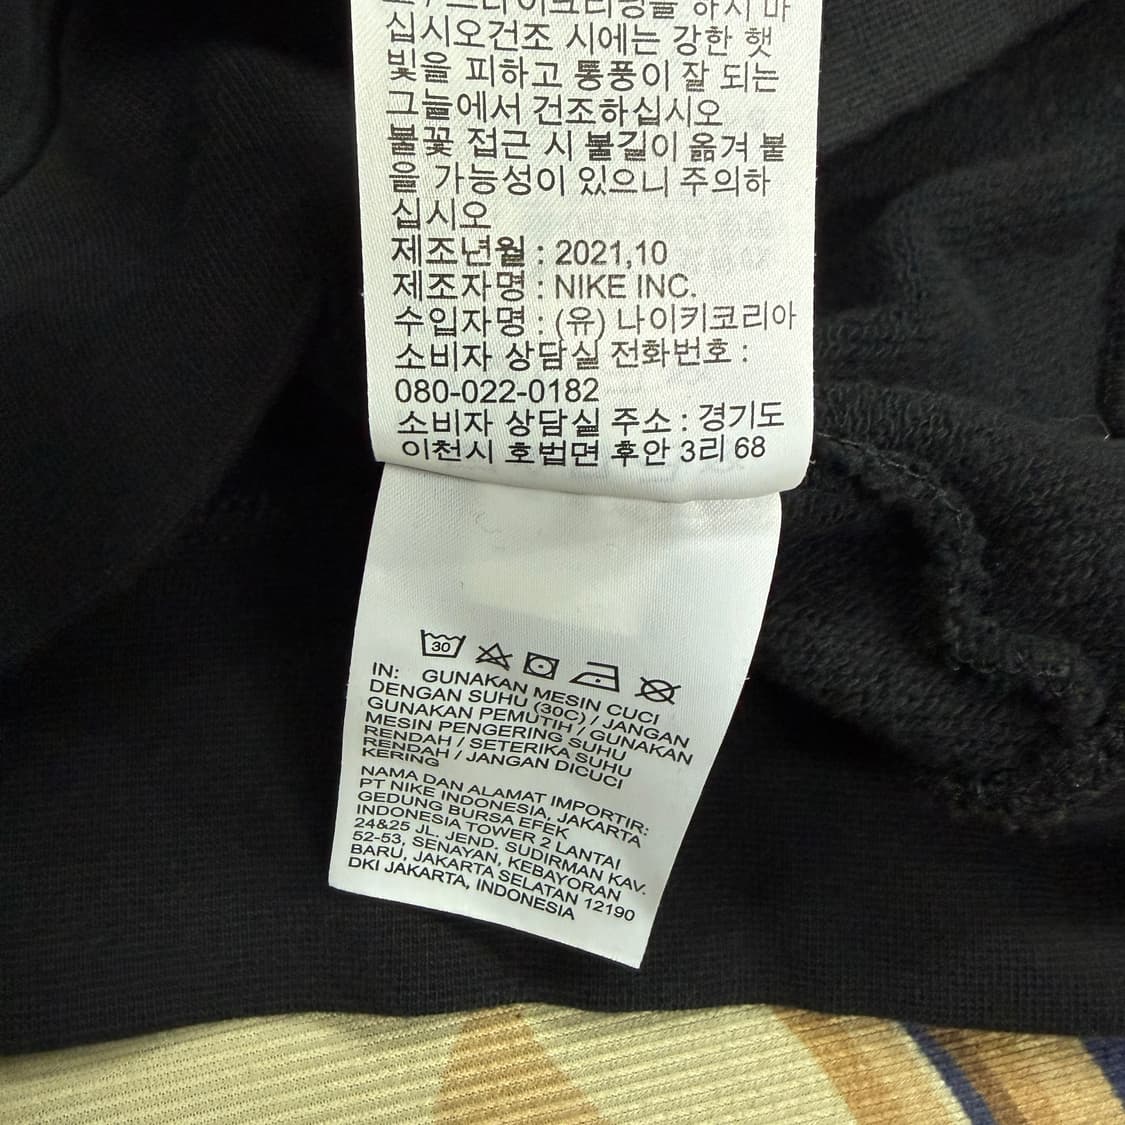 십시오건조 시에는 강한 햇
빛을 피하고 통풍이 잘 되는
그늘에서 건조하십시오
불꽃 접근 시 불길이 옮겨 붙
을 가능성이 있으니 주의하
십시오
제조년월 : 2021,10
제조자명 : NIKE INC.
수입자명 : (유) 나이키코리아
소비자 상담실 전화번호 :
080-022-0182
소비자 상담실 주소 : 경기도
이천시 호법면 후안 3리 68
30
IN: GUNAKAN MESIN CUCI
DENGAN SUHU (30C) / JANGAN
GUNAKAN PEMUTIH / GUNAKAN
MESIN PENGERING SUHU
RENDAH / SETERIKA SUHU
RENDAH / JANGAN DICUCI
KERING
NAMA DAN ALAMAT IMPORTIR:
PT NIKE INDONESIA, JAKARTA
GEDUNG BURSA EFEK
INDONESIA TOWER 2 LANTAI
24&25 JL. JEND. SUDIRMAN KAV.
52-53, SENAYAN, KEBAYORAN
BARU, JAKARTA SELATAN 12190
DKI JAKARTA, INDONESIA